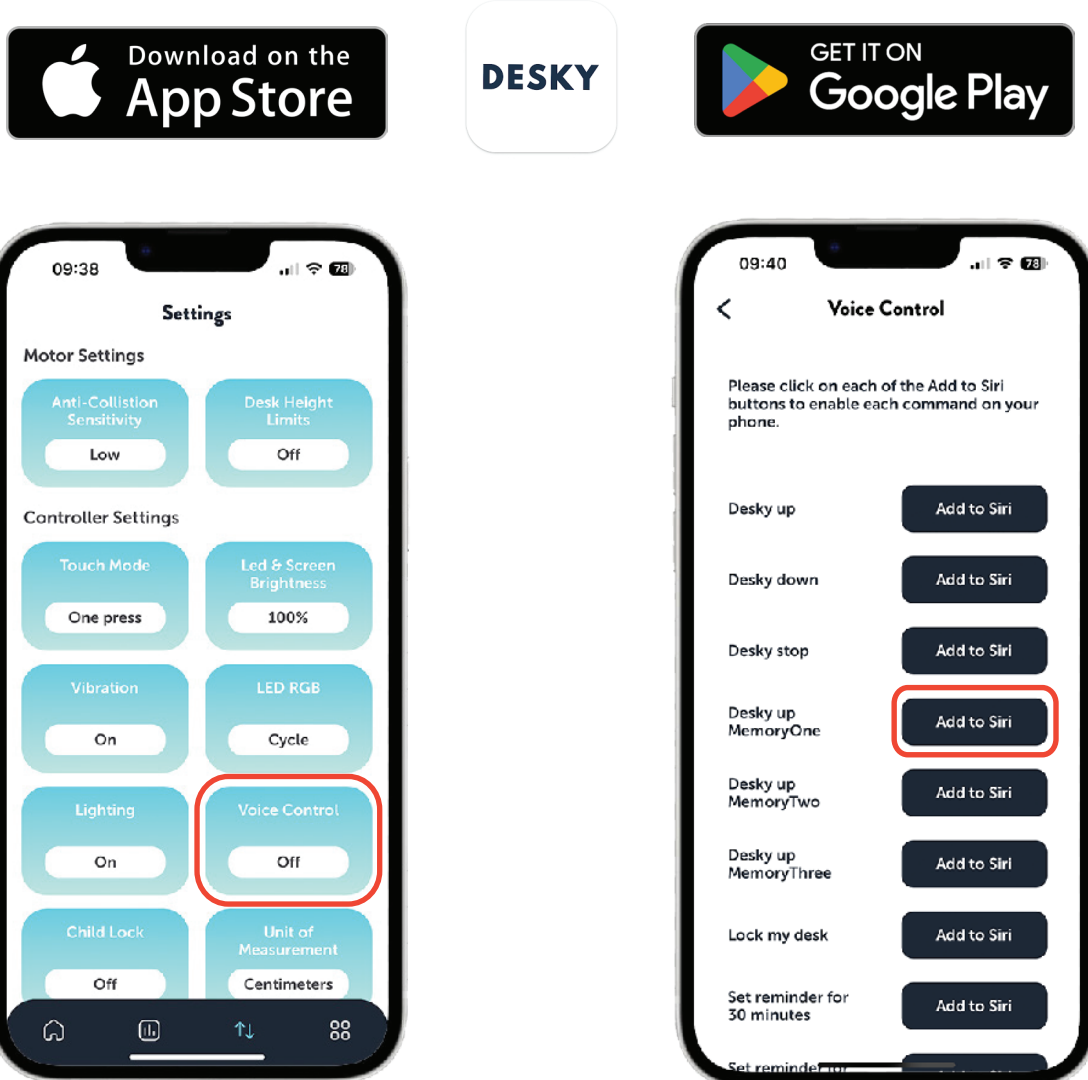 Download on the
App Store
DESKY
GET IT ON
Google Play
09:38
78
Settings
Motor Settings
Anti-Collistion
Sensitivity
Low
Desk Height
Limits
Off
Controller Settings
Touch Mode
One press
Led & Screen
Brightness
100%
Vibration
On
LED RGB
Cycle
Lighting
On
Voice Control
Off
Child Lock
Off
Unit of
Measurement
Centimeters
09:40
78
Voice Control
Please click on each of the Add to Siri
buttons to enable each command on your
phone.
Desky up
Add to Siri
Desky down
Add to Siri
Desky stop
Add to Siri
Desky up
MemoryOne
Add to Siri
Desky up
MemoryTwo
Add to Siri
Desky up
MemoryThree
Add to Siri
Lock my desk
Add to Siri
Set reminder for
30 minutes
Add to Siri
Set reminder for